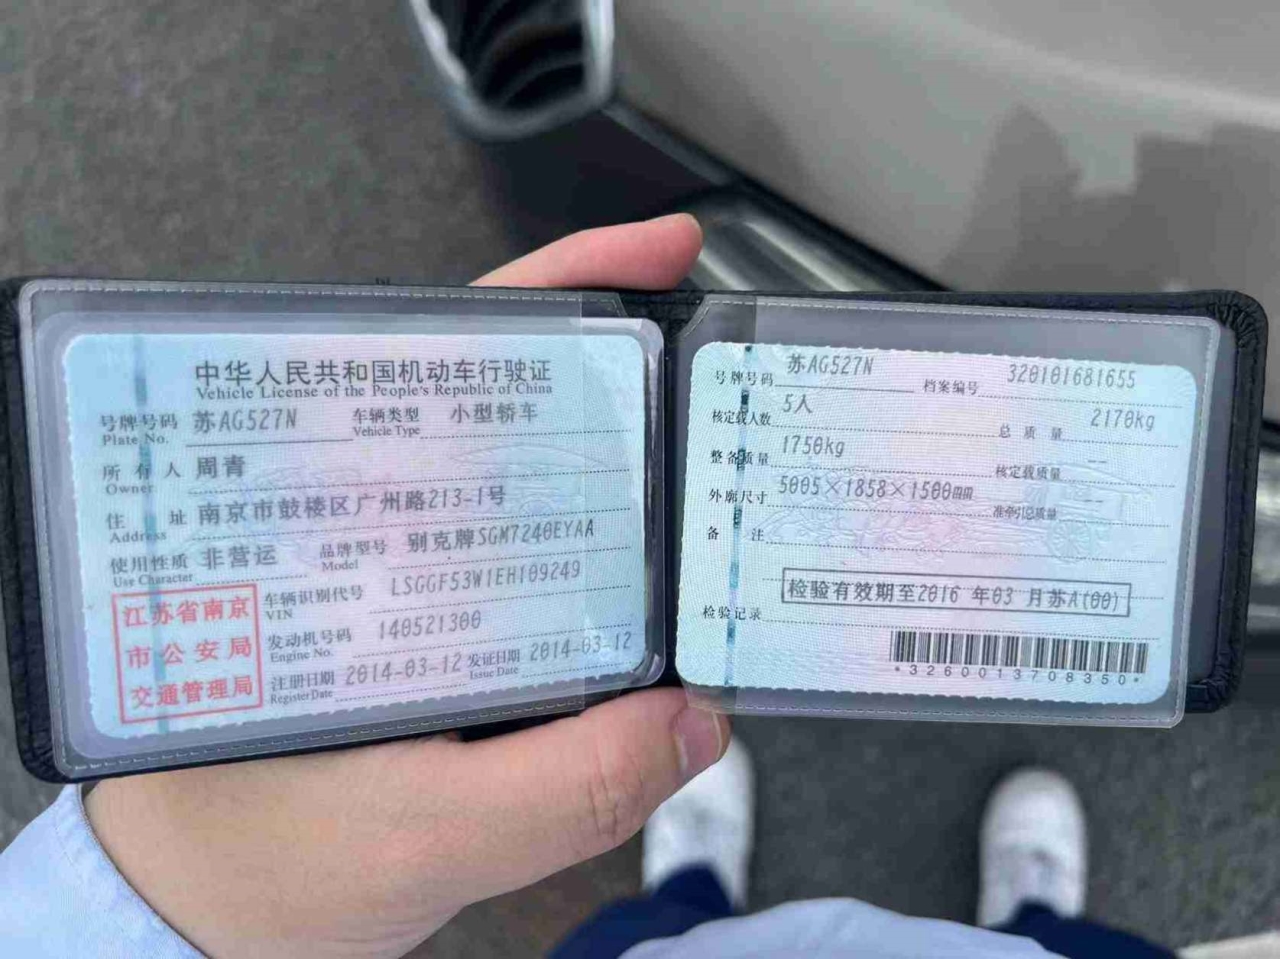 中华人民共和国机动车行驶证
Vehicle License of the People's Republic of China
号牌号码 苏AG527N 车辆类型 小型轿车
Plate No. Vehicle Type
所有人 周青
Owner
住址 南京市鼓楼区广州路213-1号
Address
使用性质 非营运 品牌型号 别克牌SGM7240EYAA
Use Character Model
江苏省南京
市公安局
交通管理局
车辆识别代号 LSGGF53W1EH109249
VIN
发动机号码 140521300
Engine No.
注册日期 2014-03-12 发证日期 2014-03-12
Register Date Issue Date
号牌号码 苏AG527N 档案编号 320101681655
核定载人数 5人 总质量 2170kg
整备质量 1750kg 核定载质量 --
外廓尺寸 5005×1858×1500mm 准牵引总质量 --
备注
检验有效期至2016年03月苏A(00)
检验记录
*3260013708350*